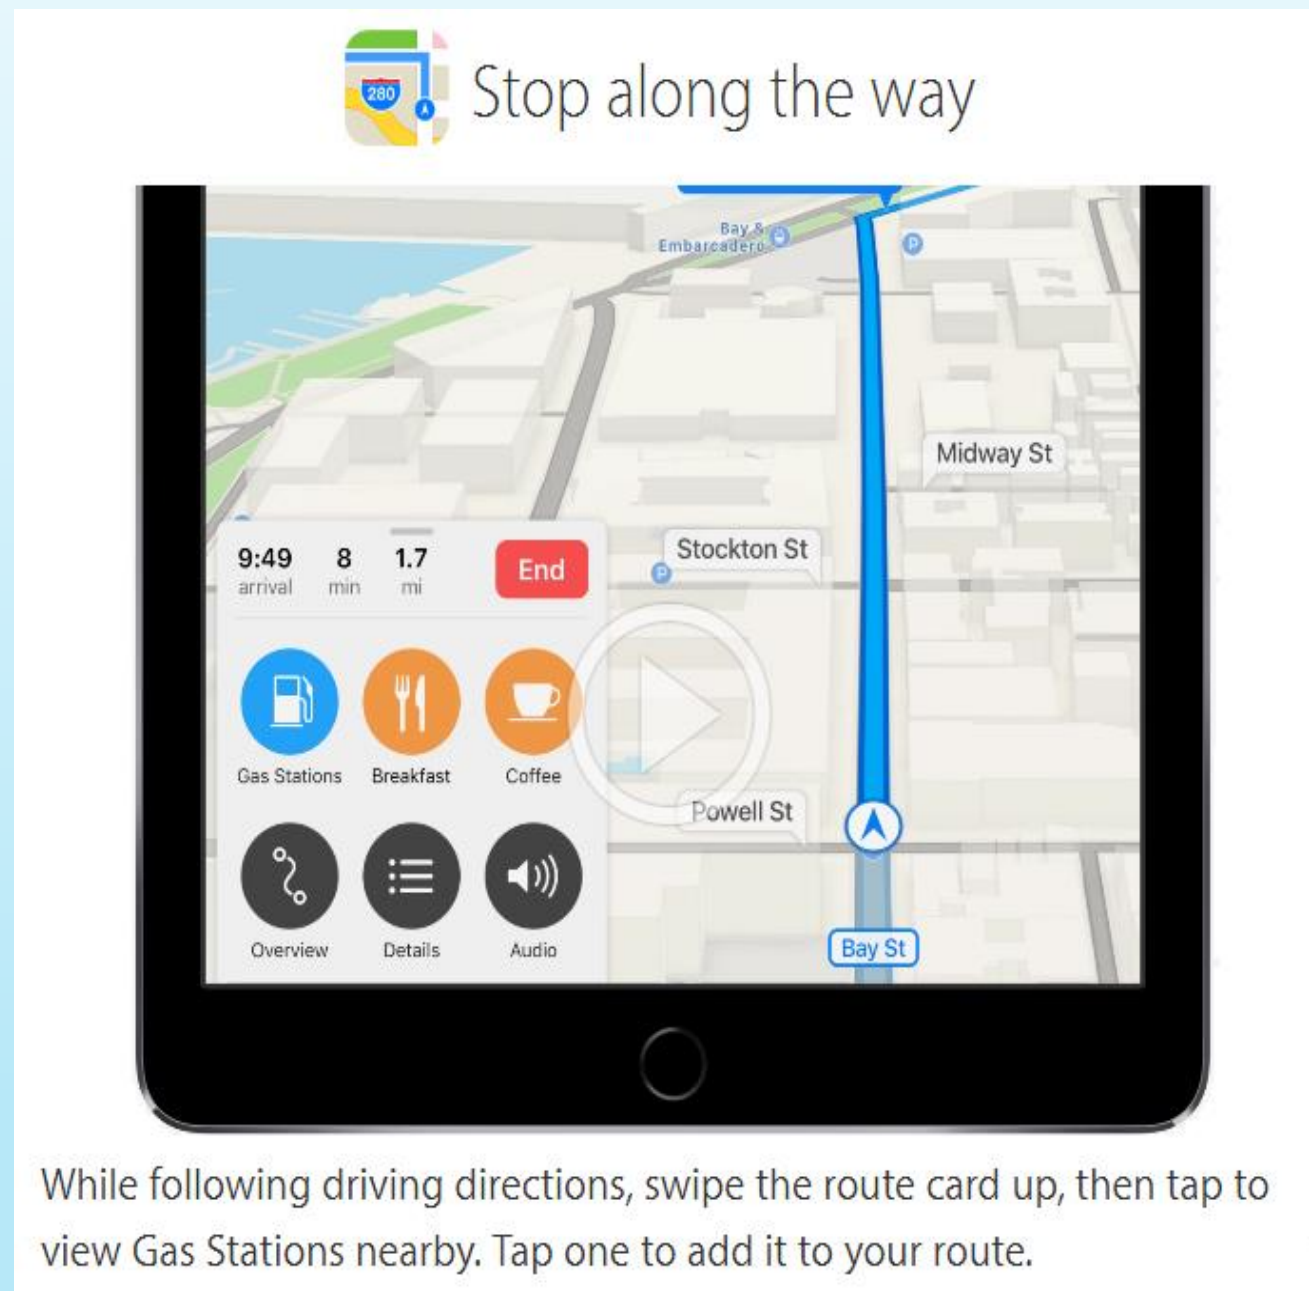 280
Stop along the way
Bay &
Embarcadero
P
Midway St
Stockton St
P
9:49 8 1.7
arrival min mi
End
Gas Stations Breakfast Coffee
Powell St
Overview Details Audio
Bay St
While following driving directions, swipe the route card up, then tap to
view Gas Stations nearby. Tap one to add it to your route.